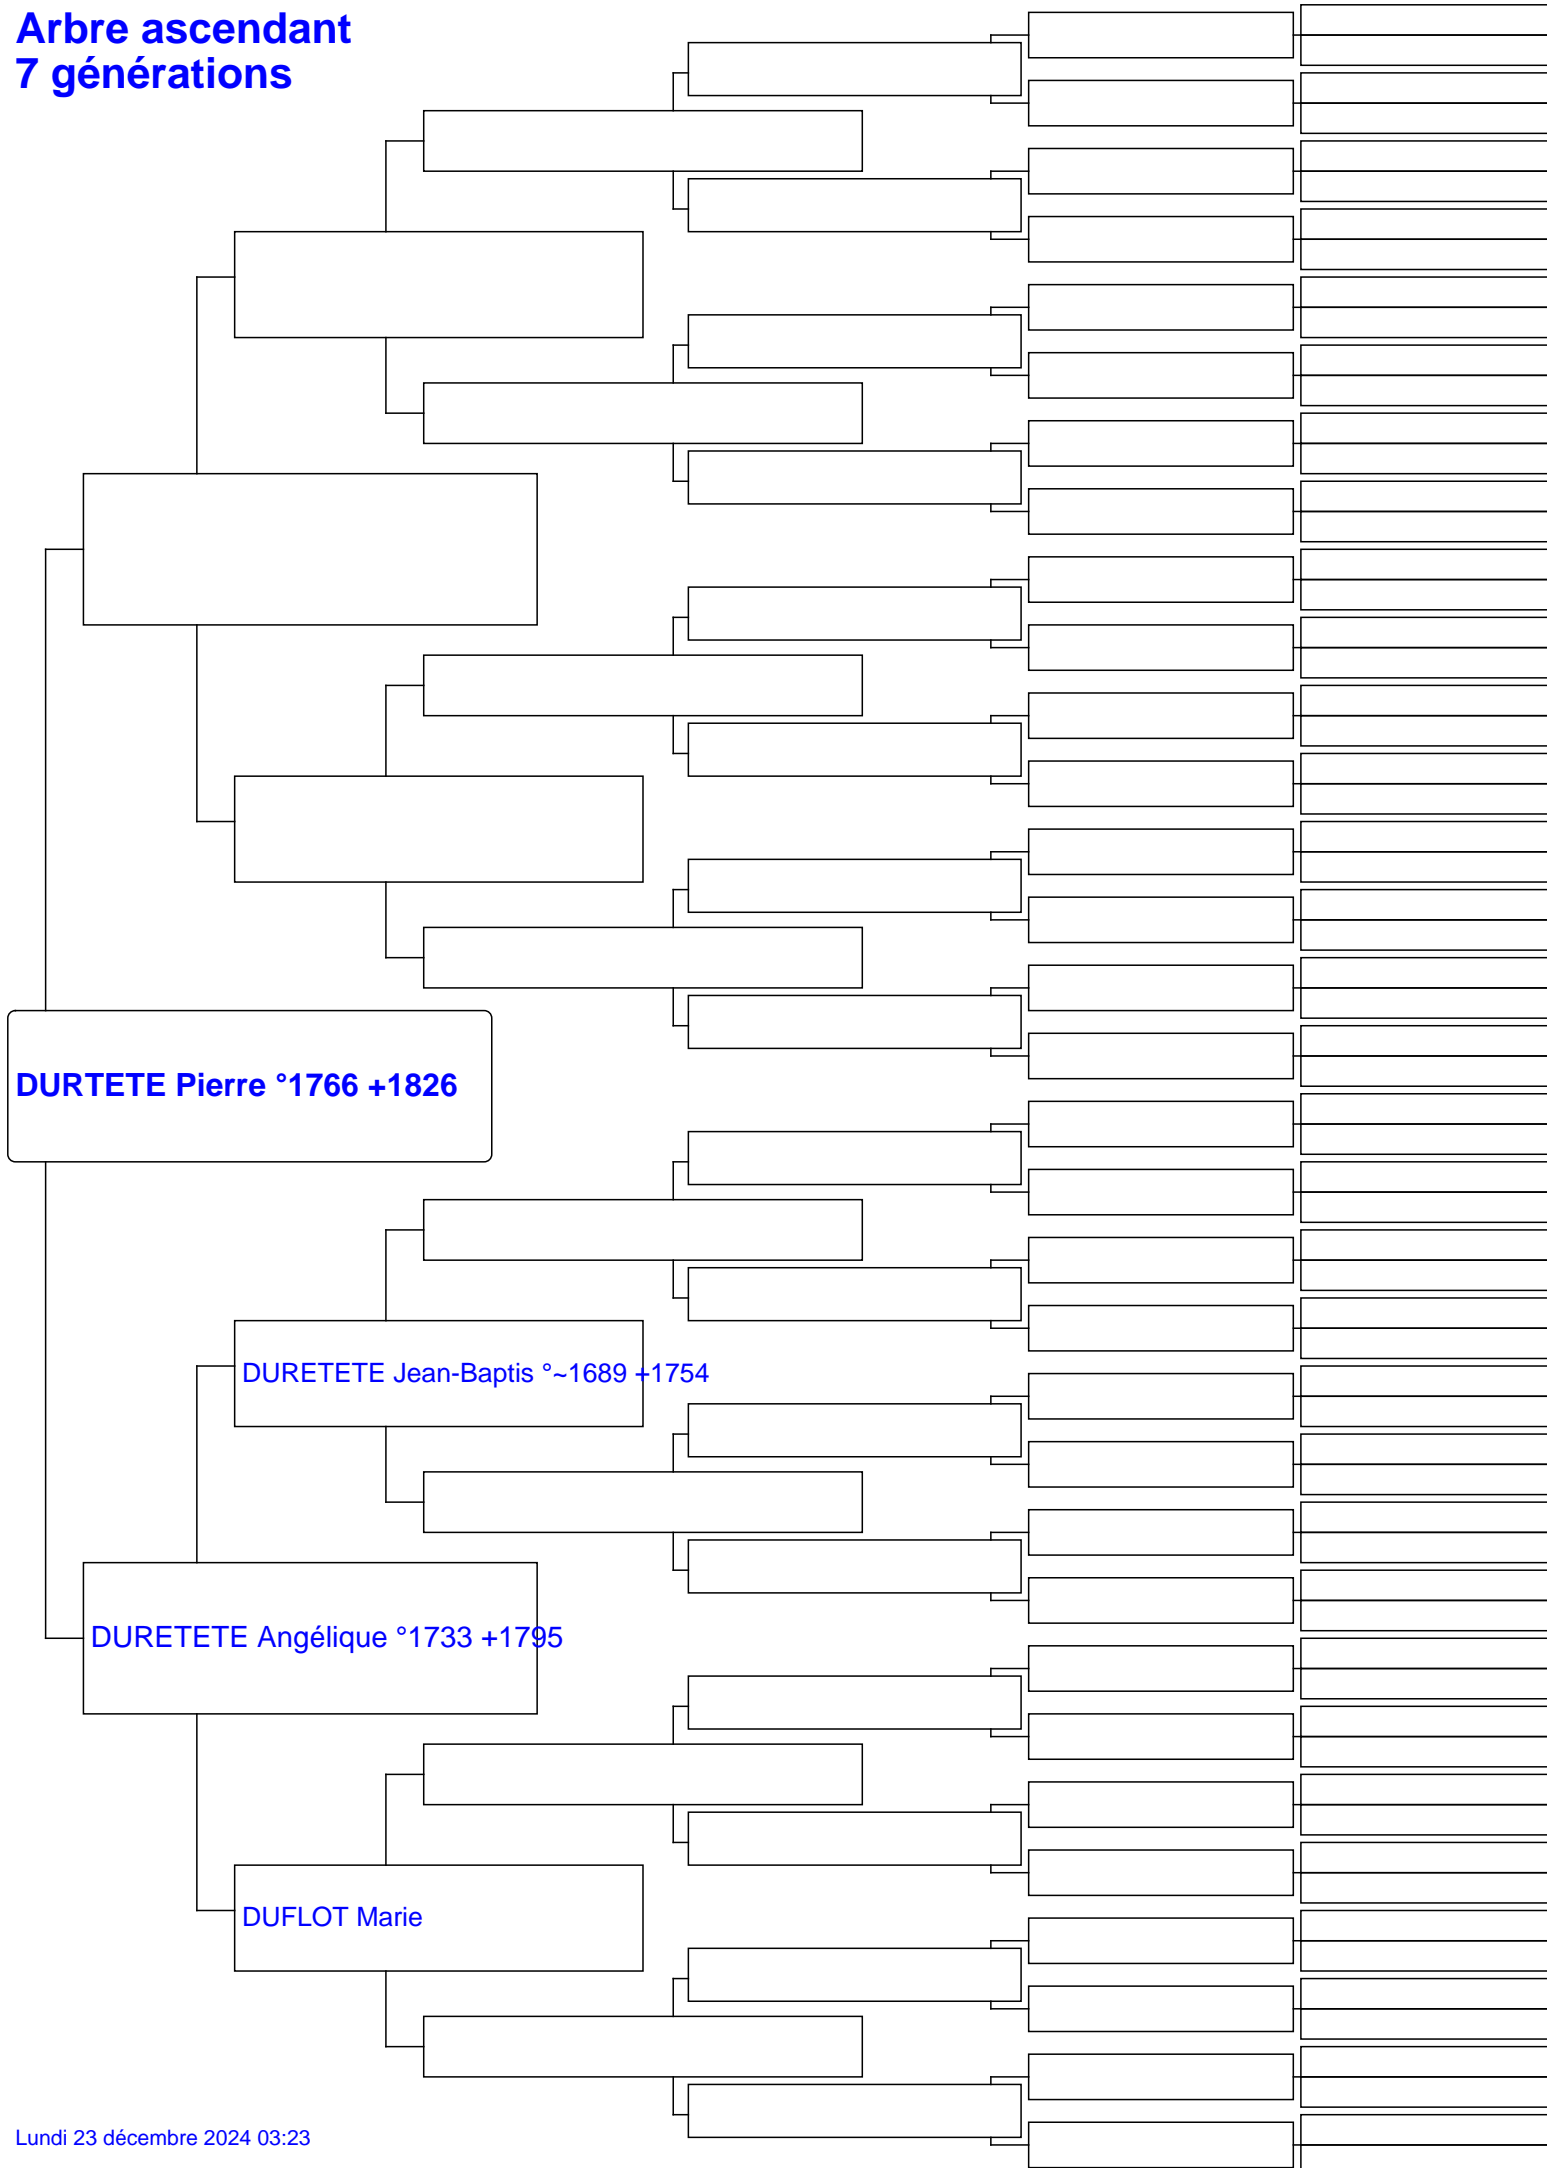 Arbre ascendant
7 générations
DURTETE Pierre °1766 +1826
DURETETE Jean-Baptis °~1689 +1754
DURETETE Angélique °1733 +1795
DUFLOT Marie
Lundi 23 décembre 2024 03:23